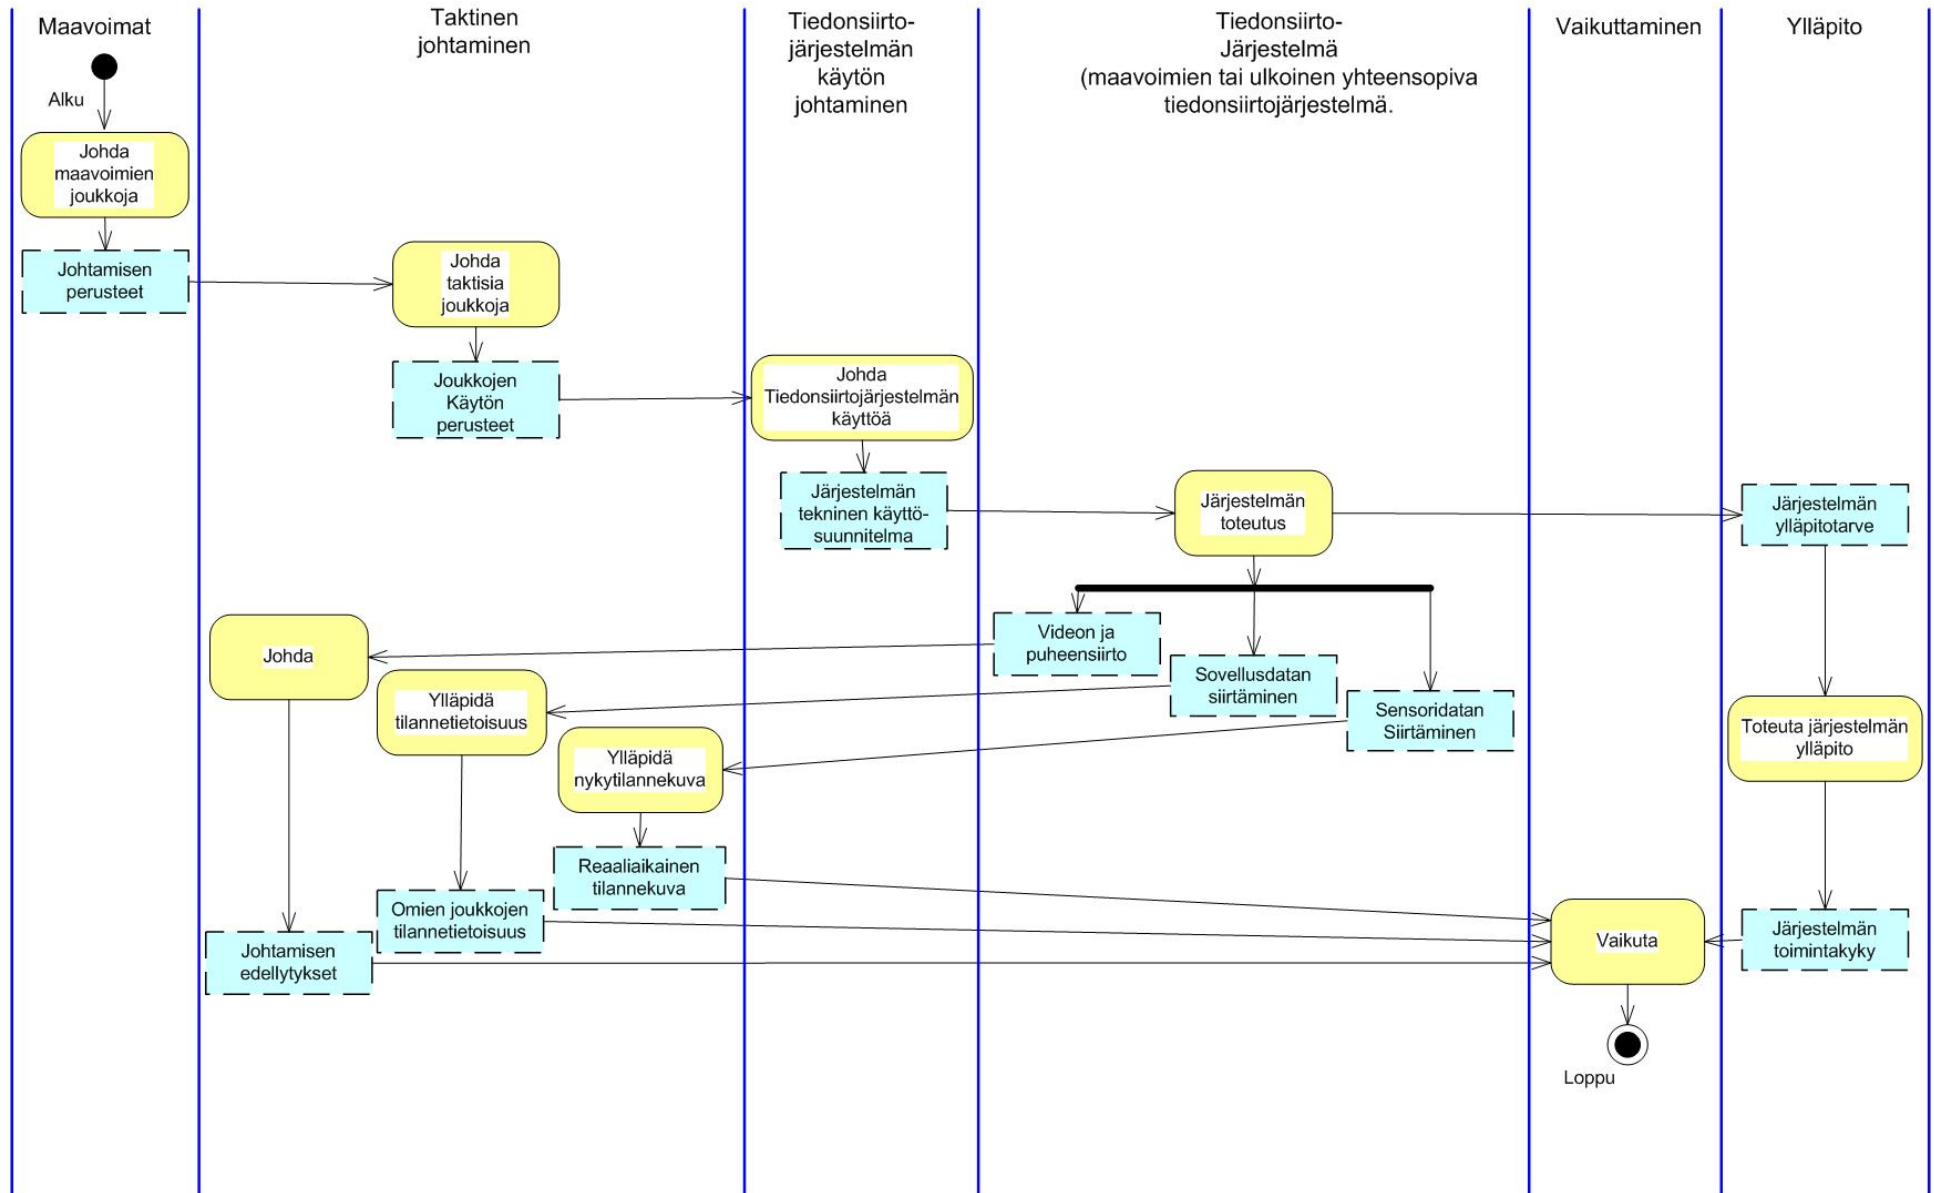 Maavoimat
Taktinen
johtaminen
Tiedonsiirto-
järjestelmän
käytön
johtaminen
Tiedonsiirto-
Järjestelmä
(maavoimien tai ulkoinen yhteensopiva
tiedonsiirtojärjestelmä.
Vaikuttaminen
Ylläpito
Alku
Johda
maavoimien
joukkoja
Johtamisen
perusteet
Johda
taktisia
joukkoja
Joukkojen
Käytön
perusteet
Johda
Tiedonsiirtojärjestelmän
käyttöä
Järjestelmän
tekninen käyttö-
suunnitelma
Järjestelmän
toteutus
Järjestelmän
ylläpitotarve
Videon ja
puheensiirto
Sovellusdatan
siirtäminen
Sensoridatan
Siirtäminen
Johda
Ylläpidä
tilannetietoisuus
Ylläpidä
nykytilannekuva
Toteuta järjestelmän
ylläpito
Reaaliaikainen
tilannekuva
Omien joukkojen
tilannetietoisuus
Johtamisen
edellytykset
Vaikuta
Järjestelmän
toimintakyky
Loppu